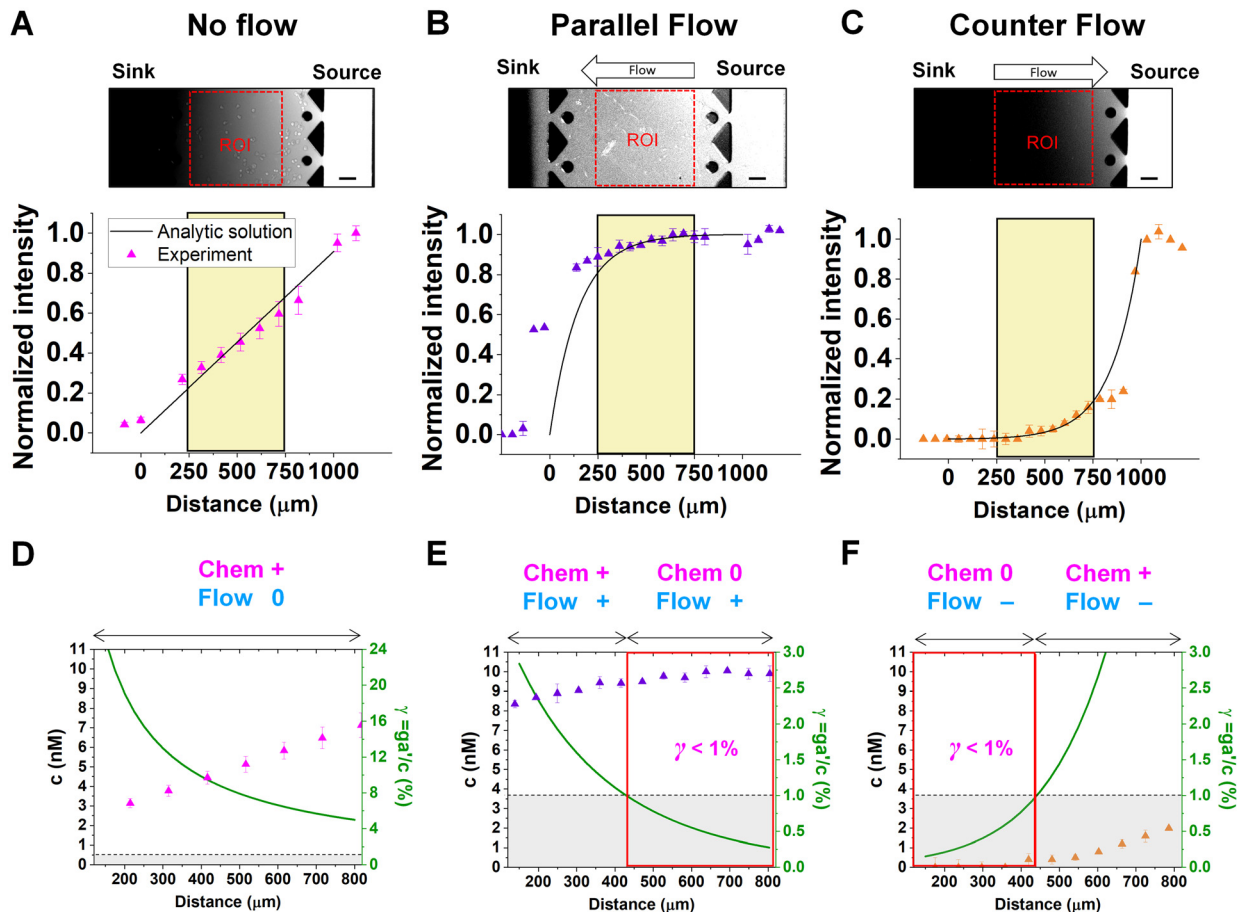 A
No flow
Sink
Source
ROI
Normalized intensity
1.0
0.8
0.6
0.4
0.2
0.0
Analytic solution
Experiment
0
250
500
750
1000
Distance (μm)
B
Parallel Flow
Flow
Sink
Source
ROI
Normalized intensity
1.0
0.8
0.6
0.4
0.2
0.0
0
250
500
750
1000
Distance (μm)
C
Counter Flow
Flow
Sink
Source
ROI
Normalized intensity
1.0
0.8
0.6
0.4
0.2
0.0
0
250
500
750
1000
Distance (μm)
D
Chem +
Flow 0
c (nM)
11
10
9
8
7
6
5
4
3
2
1
0
24
20
16
12
8
4
0
γ =ga'/c (%)
200
300
400
500
600
700
800
Distance (μm)
E
Chem +
Flow +
Chem 0
Flow +
c (nM)
11
10
9
8
7
6
5
4
3
2
1
0
γ < 1%
3.0
2.5
2.0
1.5
1.0
0.5
0.0
γ =ga'/c (%)
200
300
400
500
600
700
800
Distance (μm)
F
Chem 0
Flow –
Chem +
Flow –
c (nM)
11
10
9
8
7
6
5
4
3
2
1
0
γ < 1%
3.0
2.5
2.0
1.5
1.0
0.5
0.0
γ =ga'/c (%)
200
300
400
500
600
700
800
Distance (μm)